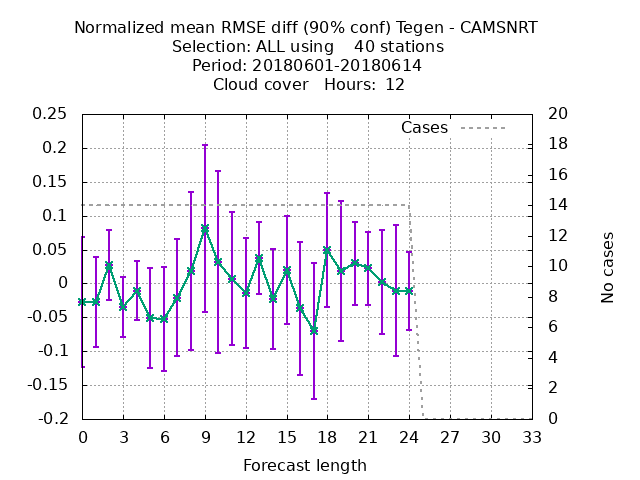 Normalized mean RMSE diff (90% conf) Tegen - CAMSNRT
Selection: ALL using    40 stations
Period: 20180601-20180614
Cloud cover   Hours:  12
0.25
0.2
0.15
0.1
0.05
0
-0.05
-0.1
-0.15
-0.2
Cases
20
18
16
14
12
10
8
6
4
2
0
No cases
0 3 6 9 12 15 18 21 24 27 30 33
Forecast length